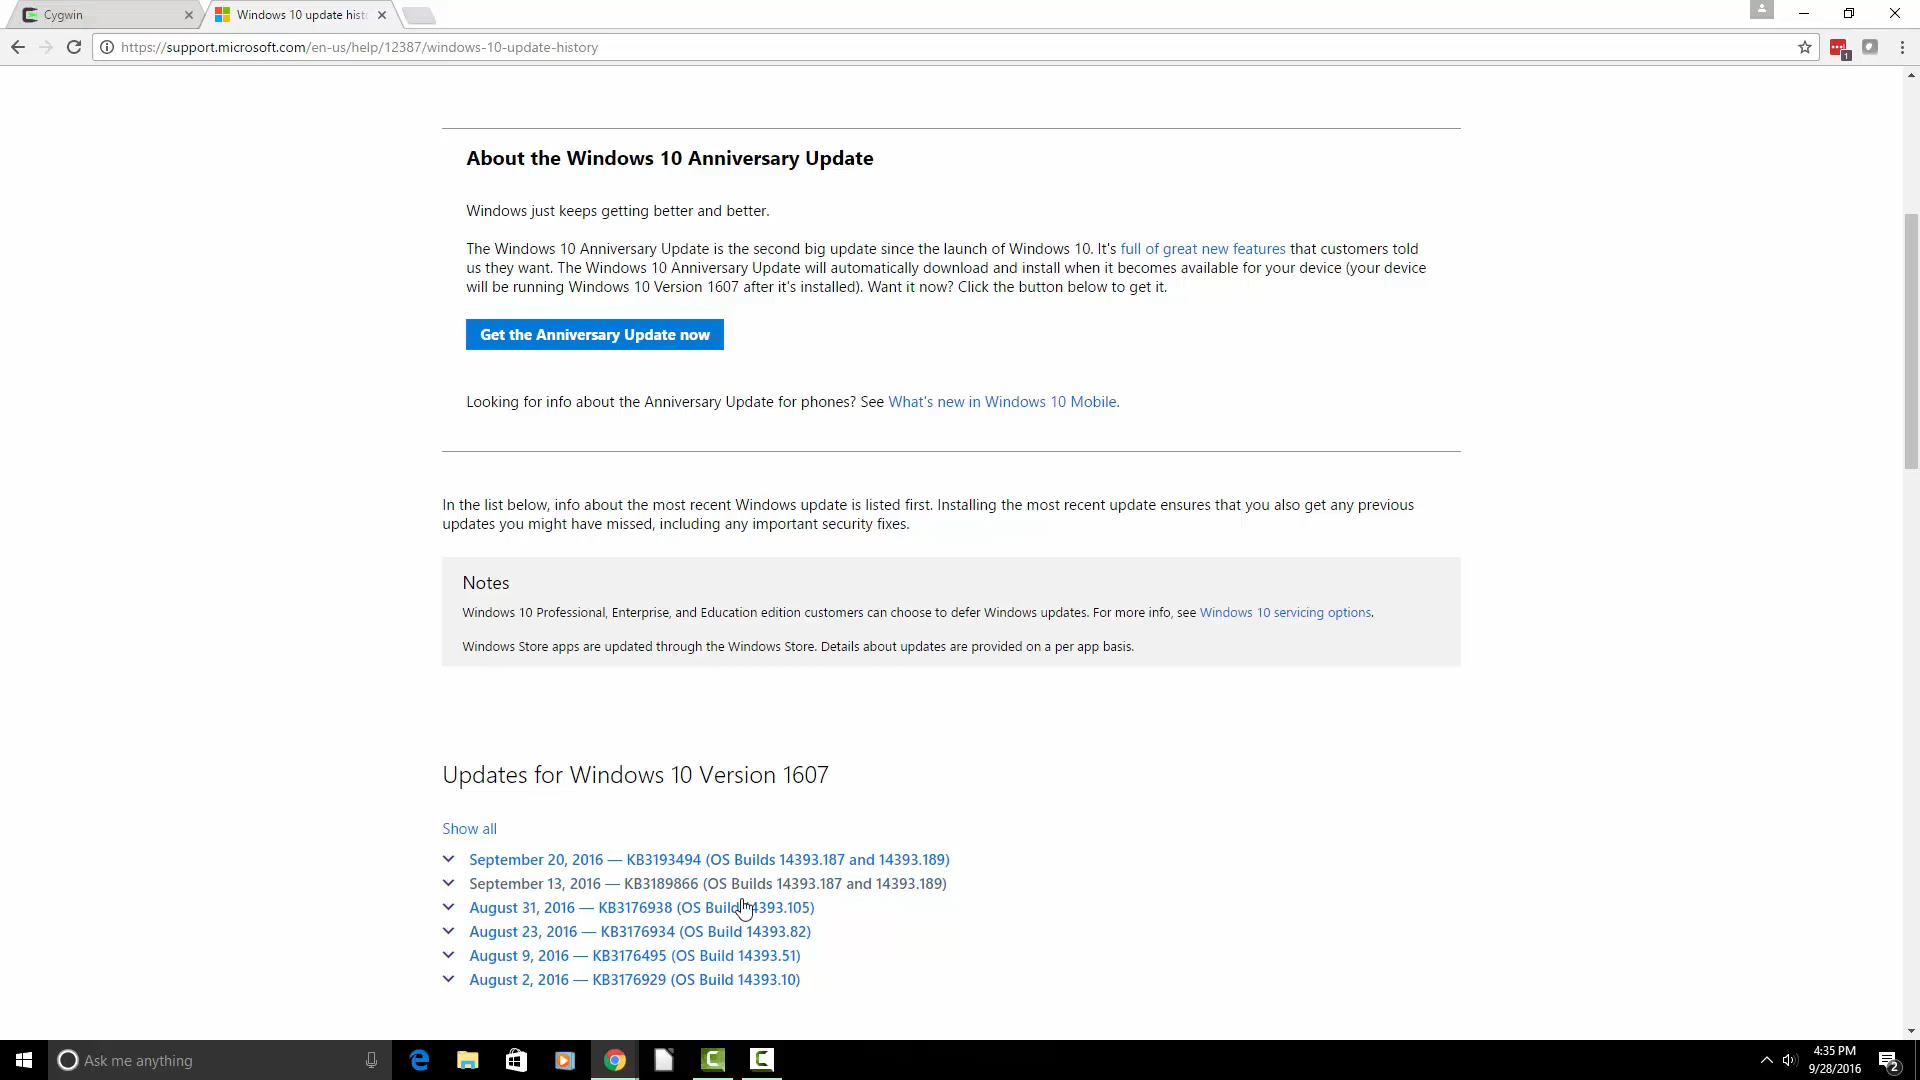 Cygwin
Windows 10 update hist
https://support.microsoft.com/en-us/help/12387/windows-10-update-history
1
About the Windows 10 Anniversary Update
Windows just keeps getting better and better.
The Windows 10 Anniversary Update is the second big update since the launch of Windows 10. It's full of great new features that customers told
us they want. The Windows 10 Anniversary Update will automatically download and install when it becomes available for your device (your device
will be running Windows 10 Version 1607 after it's installed). Want it now? Click the button below to get it.
Get the Anniversary Update now
Looking for info about the Anniversary Update for phones? See What's new in Windows 10 Mobile.
In the list below, info about the most recent Windows update is listed first. Installing the most recent update ensures that you also get any previous
updates you might have missed, including any important security fixes.
Notes
Windows 10 Professional, Enterprise, and Education edition customers can choose to defer Windows updates. For more info, see Windows 10 servicing options.
Windows Store apps are updated through the Windows Store. Details about updates are provided on a per app basis.
Updates for Windows 10 Version 1607
Show all
September 20, 2016 — KB3193494 (OS Builds 14393.187 and 14393.189)
September 13, 2016 — KB3189866 (OS Builds 14393.187 and 14393.189)
August 31, 2016 — KB3176938 (OS Build 14393.105)
August 23, 2016 — KB3176934 (OS Build 14393.82)
August 9, 2016 — KB3176495 (OS Build 14393.51)
August 2, 2016 — KB3176929 (OS Build 14393.10)
Ask me anything
4:35 PM
9/28/2016
2